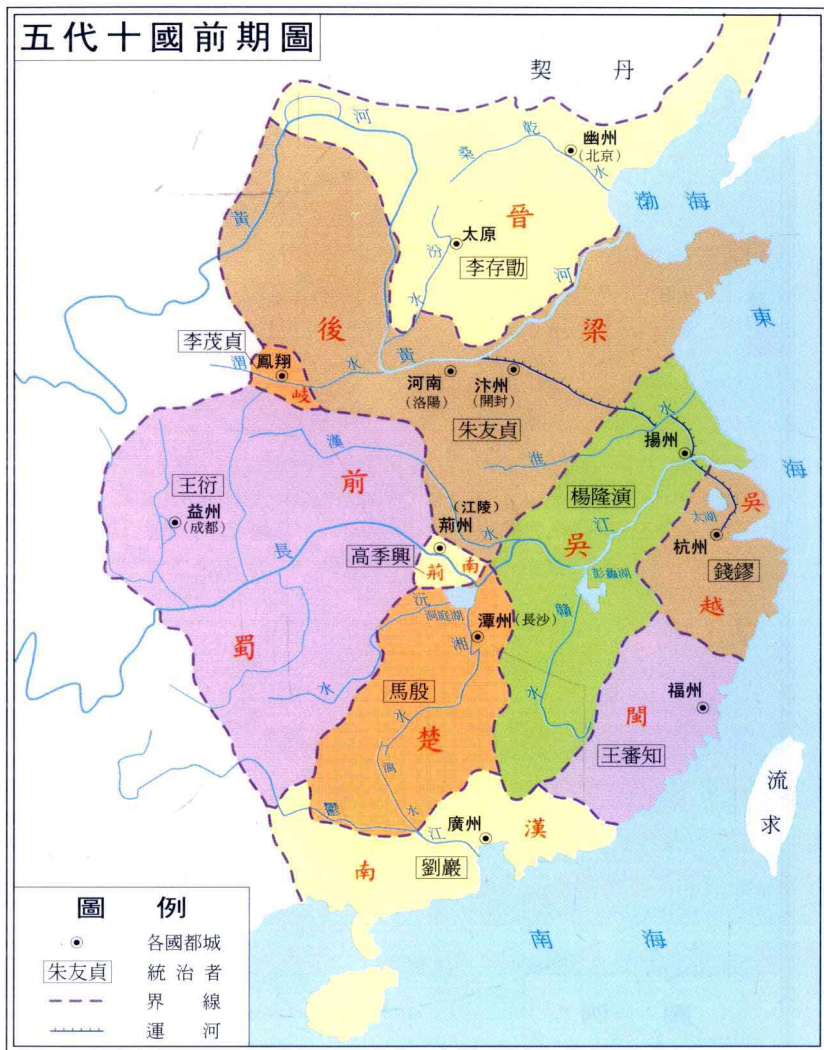 五代十國前期圖
契丹
河
桑乾水
幽州
(北京)
渤海
黃
晉
太原
汾水
李存勖
河
後
梁
東海
李茂貞
渭水
鳳翔
岐
黃
河南
(洛陽)
汴州
(開封)
朱友貞
漢水
淮水
揚州
前
王衍
益州
(成都)
楊隆演
吳
太湖
(江陵)
荊州
長江
吳
杭州
高季興
荊南
彭蠡湖
錢鏐
越
沅水
洞庭湖
潭州(長沙)
贛水
蜀
湘水
馬殷
楚
福州
閩
王審知
漓水
鬱江
廣州
漢
流求
南
劉巖
圖例
各國都城
朱友貞 統治者
界線
運河
南海